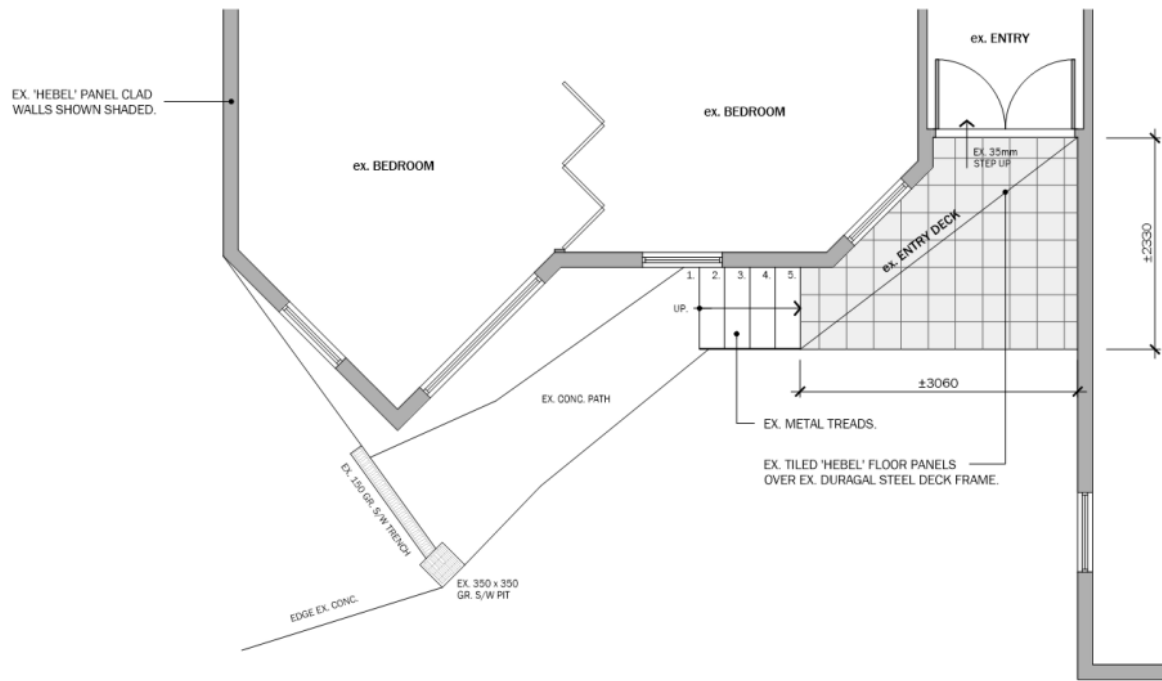 ex. ENTRY
EX. 'HEBEL' PANEL CLAD
WALLS SHOWN SHADED.
ex. BEDROOM
ex. BEDROOM
EX. 35mm
STEP UP
ex. ENTRY DECK
±2330
1. 2. 3. 4. 5.
UP.
±3060
EX. CONC. PATH
EX. METAL TREADS.
EX. TILED 'HEBEL' FLOOR PANELS
OVER EX. DURAGAL STEEL DECK FRAME.
EX. 150 GR. S/W TRENCH
EX. 350 x 350
GR. S/W PIT
EDGE EX. CONC.